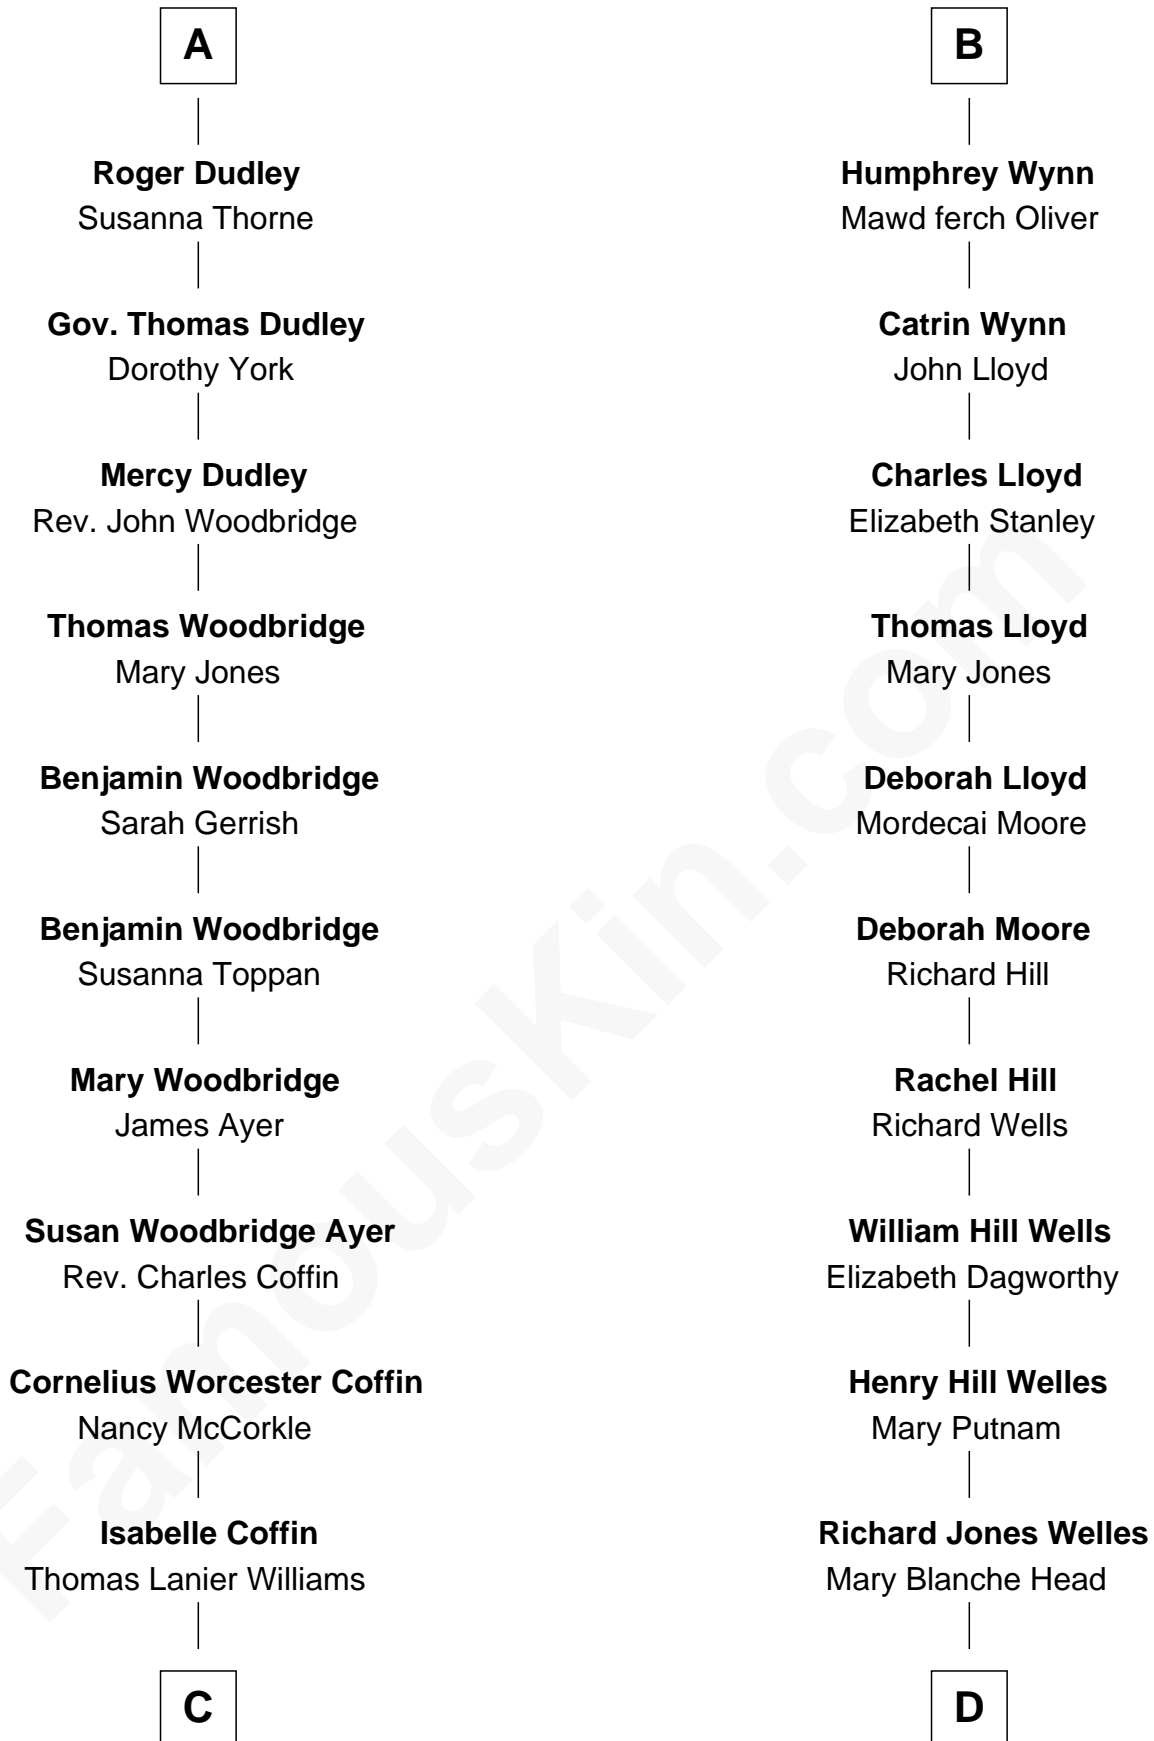 A
Roger Dudley
Susanna Thorne
Gov. Thomas Dudley
Dorothy York
Mercy Dudley
Rev. John Woodbridge
Thomas Woodbridge
Mary Jones
Benjamin Woodbridge
Sarah Gerrish
Benjamin Woodbridge
Susanna Toppan
Mary Woodbridge
James Ayer
Susan Woodbridge Ayer
Rev. Charles Coffin
Cornelius Worcester Coffin
Nancy McCorkle
Isabelle Coffin
Thomas Lanier Williams
C
B
Humphrey Wynn
Mawd ferch Oliver
Catrin Wynn
John Lloyd
Charles Lloyd
Elizabeth Stanley
Thomas Lloyd
Mary Jones
Deborah Lloyd
Mordecai Moore
Deborah Moore
Richard Hill
Rachel Hill
Richard Wells
William Hill Wells
Elizabeth Dagworthy
Henry Hill Welles
Mary Putnam
Richard Jones Welles
Mary Blanche Head
D
FamousKin.com